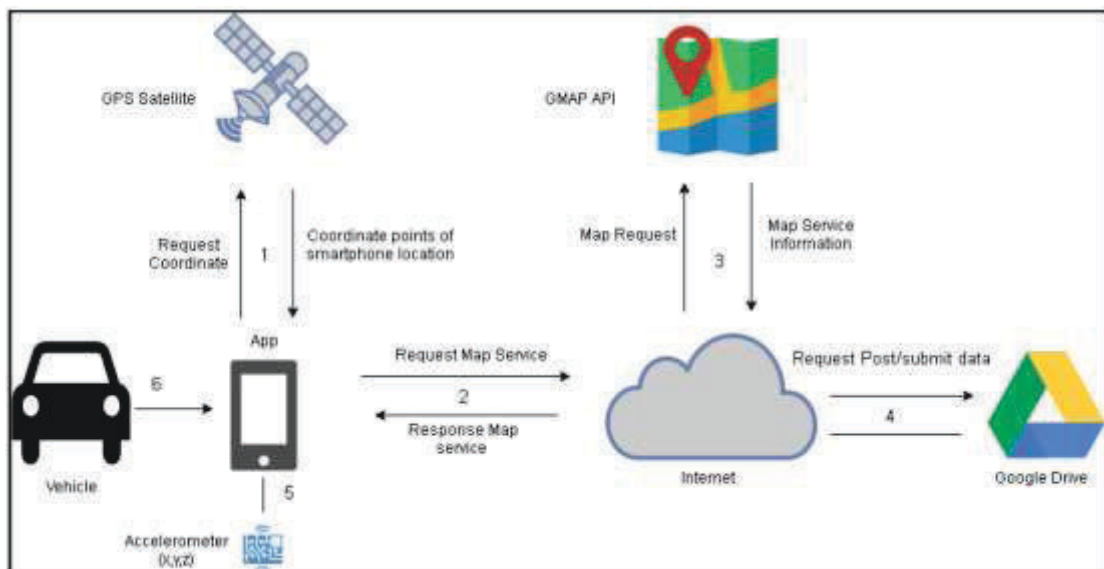 GPS Satellite
GMAP API
Request
Coordinate
1
Coordinate points of
smartphone location
Map Request
3
Map Service
Information
App
Request Map Service
2
Response Map
service
Request Post/submit data
4
6
Vehicle
5
Internet
Google Drive
Accelerometer
(x,y,z)